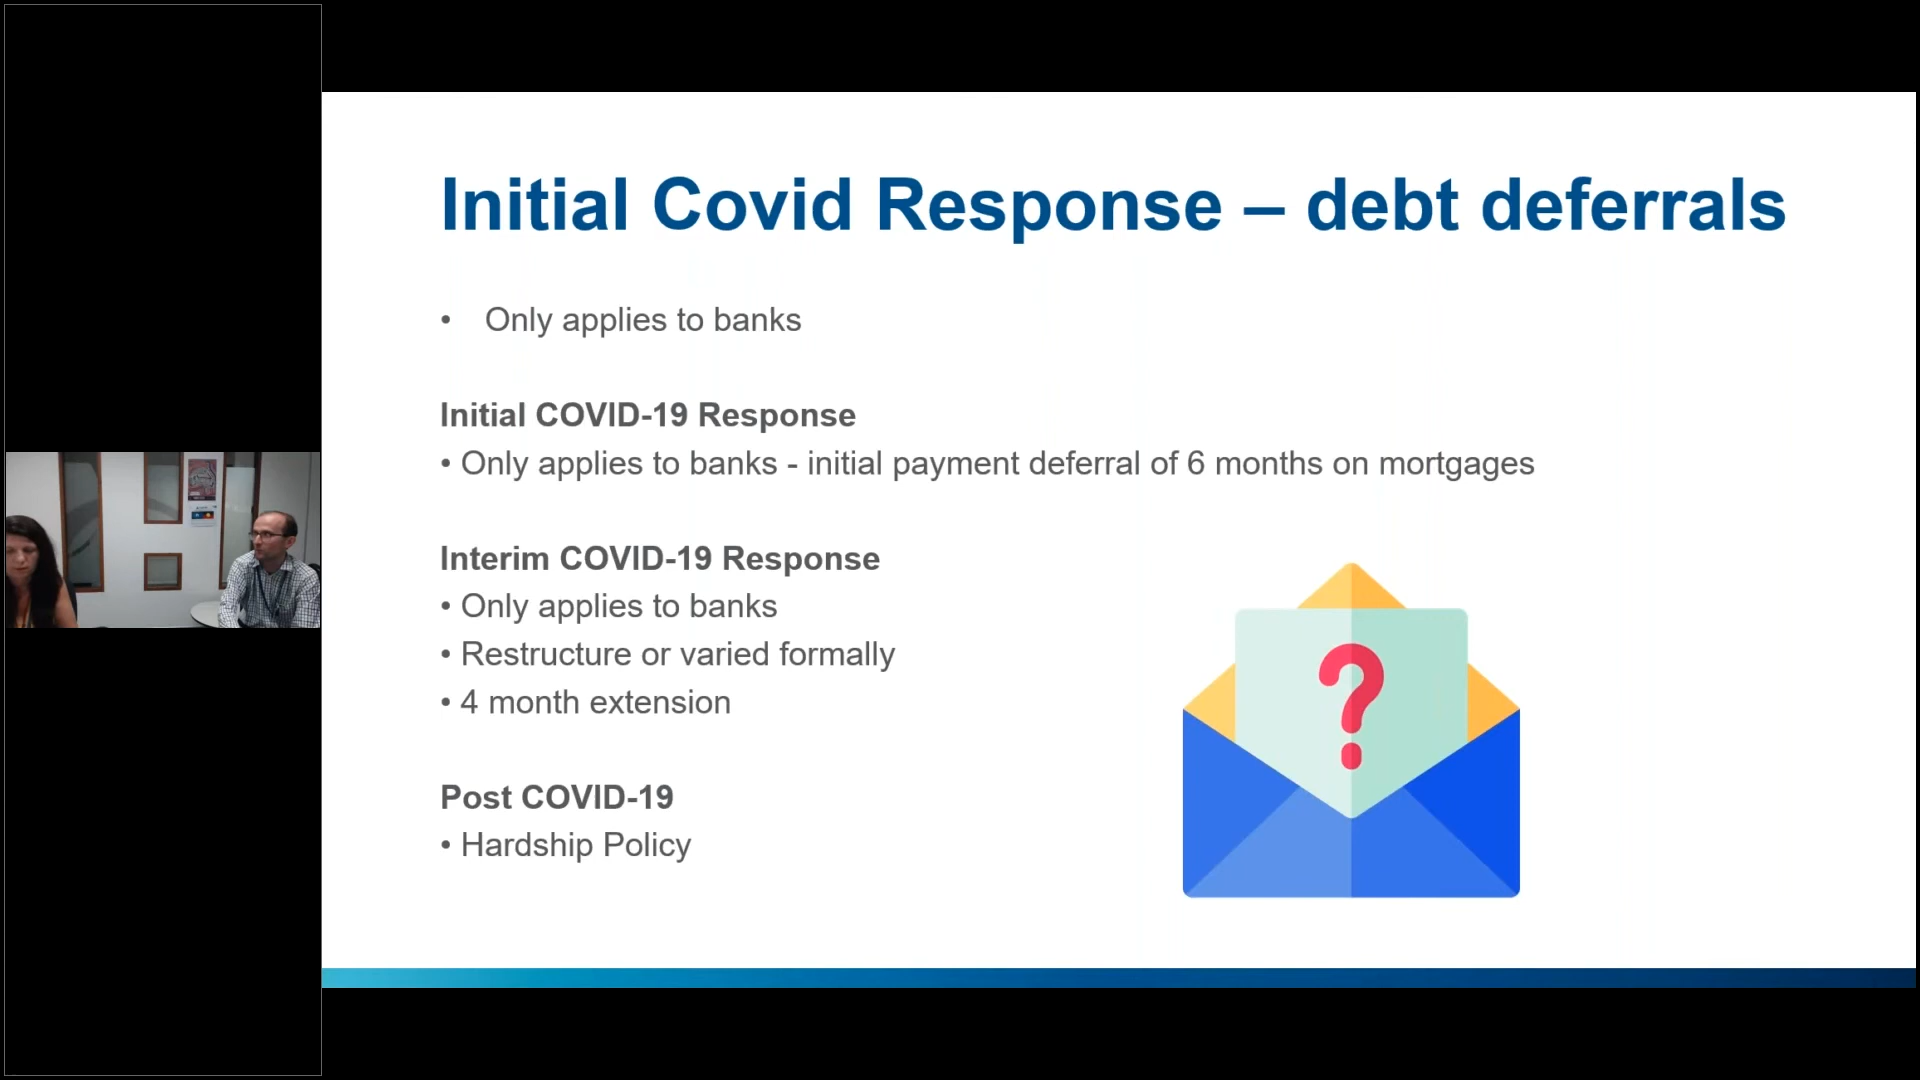 Initial Covid Response – debt deferrals
• Only applies to banks
Initial COVID-19 Response
• Only applies to banks - initial payment deferral of 6 months on mortgages
Interim COVID-19 Response
• Only applies to banks
• Restructure or varied formally
• 4 month extension
Post COVID-19
• Hardship Policy
?